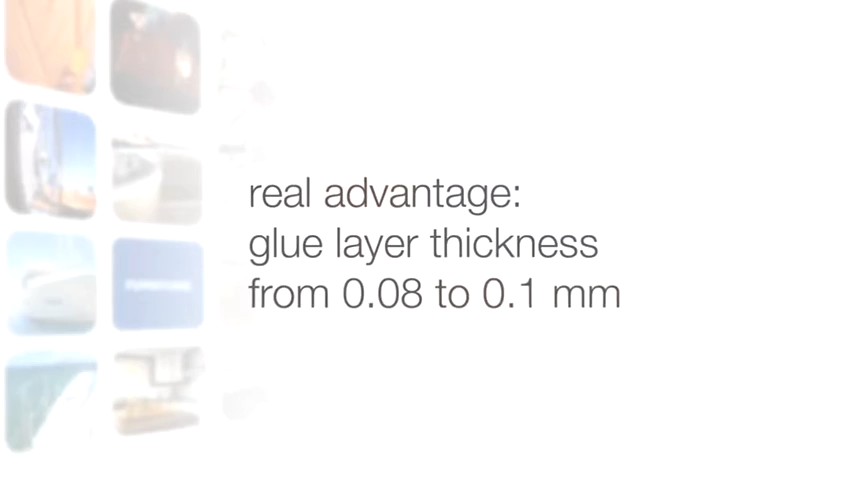 real advantage:
glue layer thickness
from 0.08 to 0.1 mm